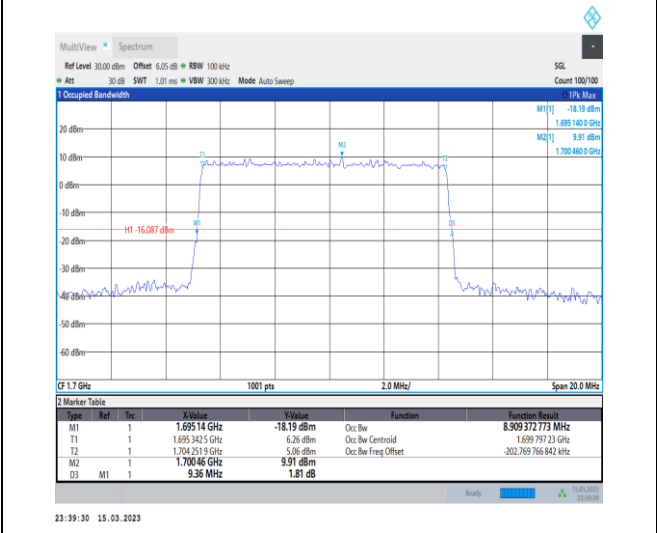 MultiView Spectrum
Ref Level 30.00 dBm Offset 6.05 dB RBW 100 kHz SGL
Att 30 dB SWT 1.01 ms VBW 300 kHz Mode Auto Sweep Count 100/100
1 Occupied Bandwidth 1Pk Max
M1[1] -18.19 dBm
1.695 140 0 GHz
M2[1] 9.91 dBm
1.700 460 0 GHz
20 dBm
M2
10 dBm T1 T2
0 dBm
-10 dBm
M1 D3
H1 -16.087 dBm
-20 dBm
-30 dBm
-40 dBm
-50 dBm
-60 dBm
CF 1.7 GHz 1001 pts 2.0 MHz/ Span 20.0 MHz
2 Marker Table
Type Ref Trc X-Value Y-Value Function Function Result
M1 1 1.69514 GHz -18.19 dBm Occ Bw 8.909 372 773 MHz
T1 1 1.695 342 5 GHz 6.26 dBm Occ Bw Centroid 1.699 797 23 GHz
T2 1 1.704 251 9 GHz 5.06 dBm Occ Bw Freq Offset -202.769 766 842 kHz
M2 1 1.70046 GHz 9.91 dBm
D3 M1 1 9.36 MHz 1.81 dB
Ready 15.03.2023
23:39:30
23:39:30 15.03.2023